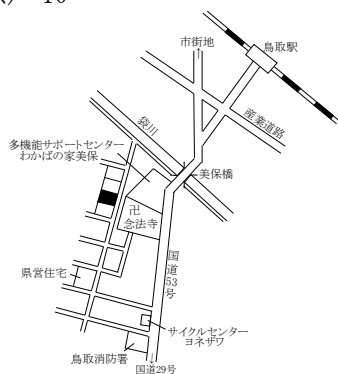 市街地
鳥取駅
袋川
産業道路
多機能サポートセンター
わかばの家美保
美保橋
卍
念法寺
国道53号
県営住宅
サイクルセンター
ヨネザワ
鳥取消防署
国道29号